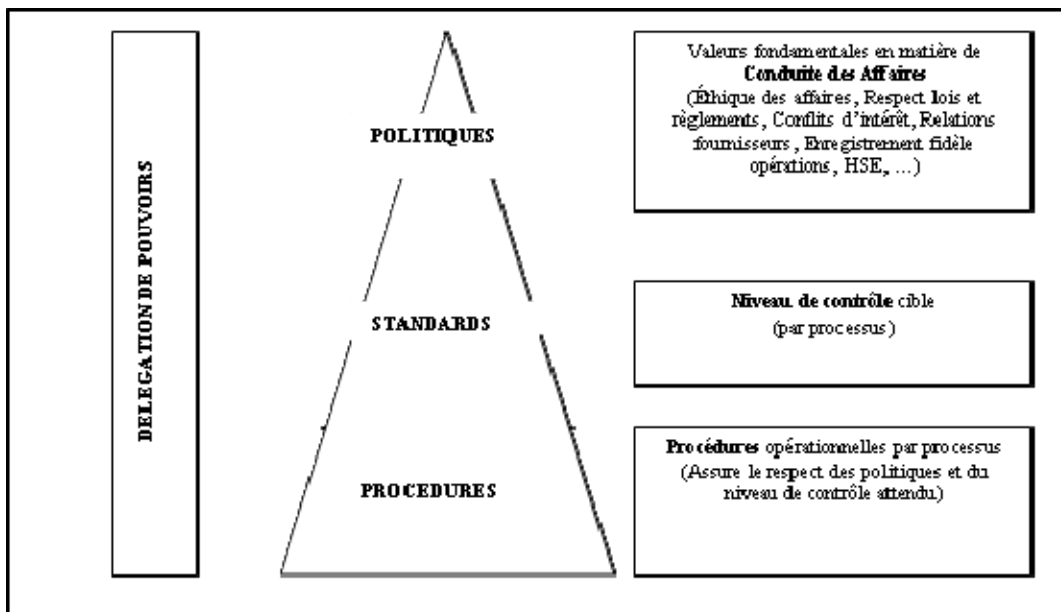 DELEGATION DE POUVOIRS
POLITIQUES
Valeurs fondamentales en matière de
Conduite des Affaires
(Éthique des affaires, Respect lois et
règlements, Conflits d'intérêt, Relations
fournisseurs, Enregistrement fidèle
opérations, HSE, ...)
STANDARDS
Niveau de contrôle cible
(par processus)
PROCEDURES
Procédures opérationnelles par processus
(Assure le respect des politiques et du
niveau de contrôle attendu)